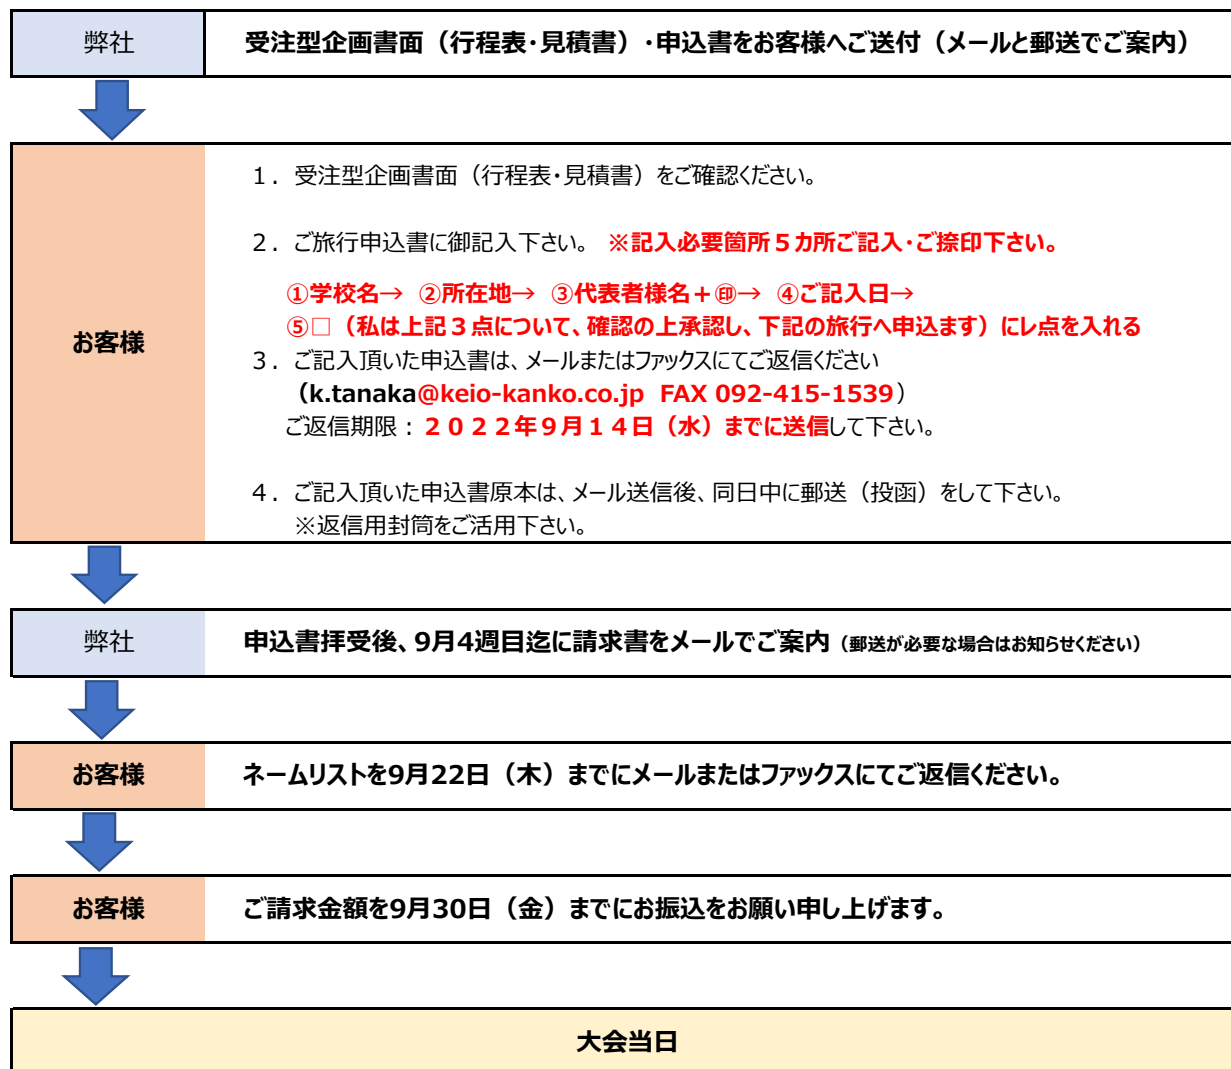 弊社
受注型企画書面（行程表・見積書）・申込書をお客様へご送付（メールと郵送でご案内）
お客様
１．受注型企画書面（行程表・見積書）をご確認ください。
２．ご旅行申込書に御記入下さい。 ※記入必要箇所５カ所ご記入・ご捺印下さい。
①学校名→ ②所在地→ ③代表者様名＋㊞→ ④ご記入日→
⑤□（私は上記３点について、確認の上承認し、下記の旅行へ申込ます）にレ点を入れる
３．ご記入頂いた申込書は、メールまたはファックスにてご返信ください
（k.tanaka@keio-kanko.co.jp FAX 092-415-1539）
ご返信期限：２０２２年９月１４日（水）までに送信して下さい。
４．ご記入頂いた申込書原本は、メール送信後、同日中に郵送（投函）をして下さい。
※返信用封筒をご活用下さい。
弊社
申込書拝受後、9月4週目迄に請求書をメールでご案内（郵送が必要な場合はお知らせください）
お客様
ネームリストを9月22日（木）までにメールまたはファックスにてご返信ください。
お客様
ご請求金額を9月30日（金）までにお振込をお願い申し上げます。
大会当日